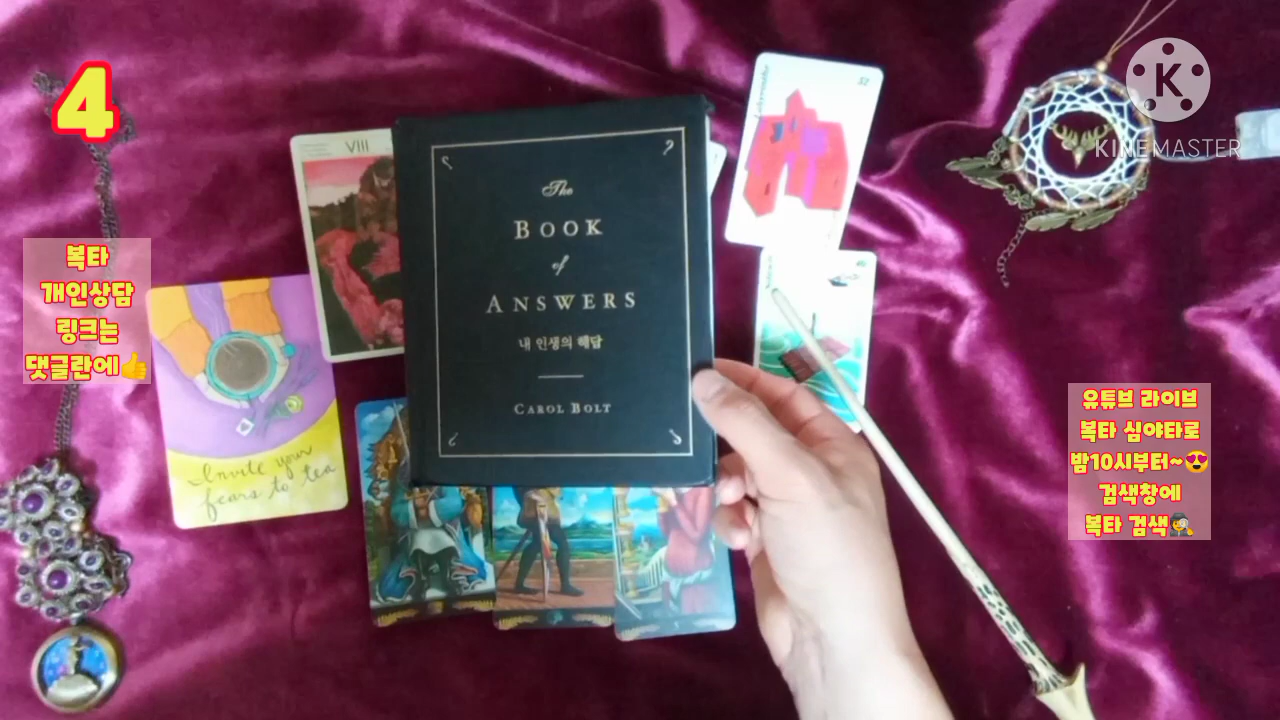 4
복타
개인상담
링크는
댓글란에👍
VIII
The
BOOK
of
ANSWERS
내 인생의 해답
CAROL BOLT
Invite your
fears to tea
32
K
KINEMASTER
유튜브 라이브
복타 심야타로
밤10시부터~😍
검색창에
복타 검색🕵